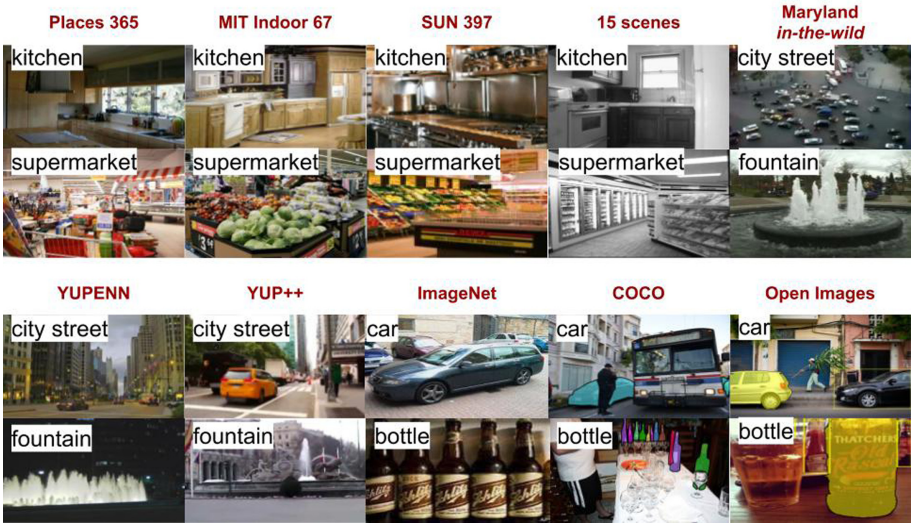 Places 365
MIT Indoor 67
SUN 397
15 scenes
Maryland
in-the-wild
kitchen
kitchen
kitchen
kitchen
city street
supermarket
supermarket
supermarket
supermarket
fountain
YUPENN
YUP++
ImageNet
COCO
Open Images
city street
city street
car
car
car
fountain
fountain
bottle
bottle
bottle
Schlitz
THATCHERS
Old